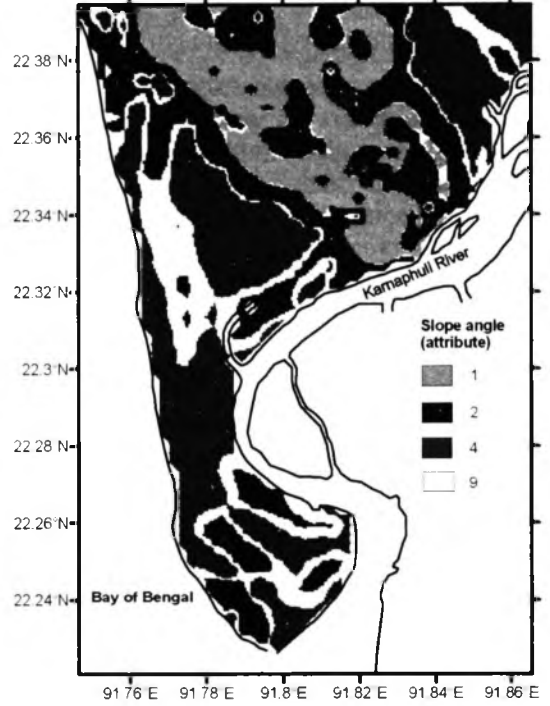 22.38 N
22.36 N
22.34 N
22.32 N
22.3 N
22.28 N
22.26 N
22.24 N
Karnaphuli River
Slope angle
(attribute)
1
2
4
9
Bay of Bengal
91.76 E
91.78 E
91.8 E
91.82 E
91.84 E
91.86 E